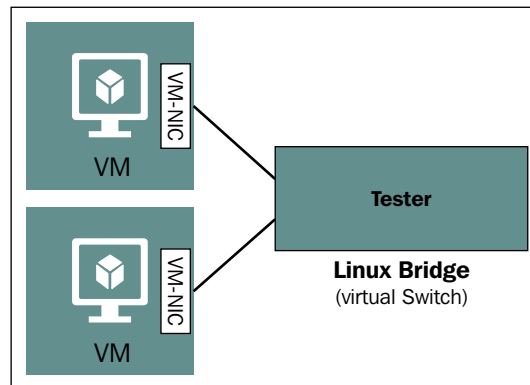 VM-NIC
VM
VM-NIC
VM
Tester
Linux Bridge
(virtual Switch)